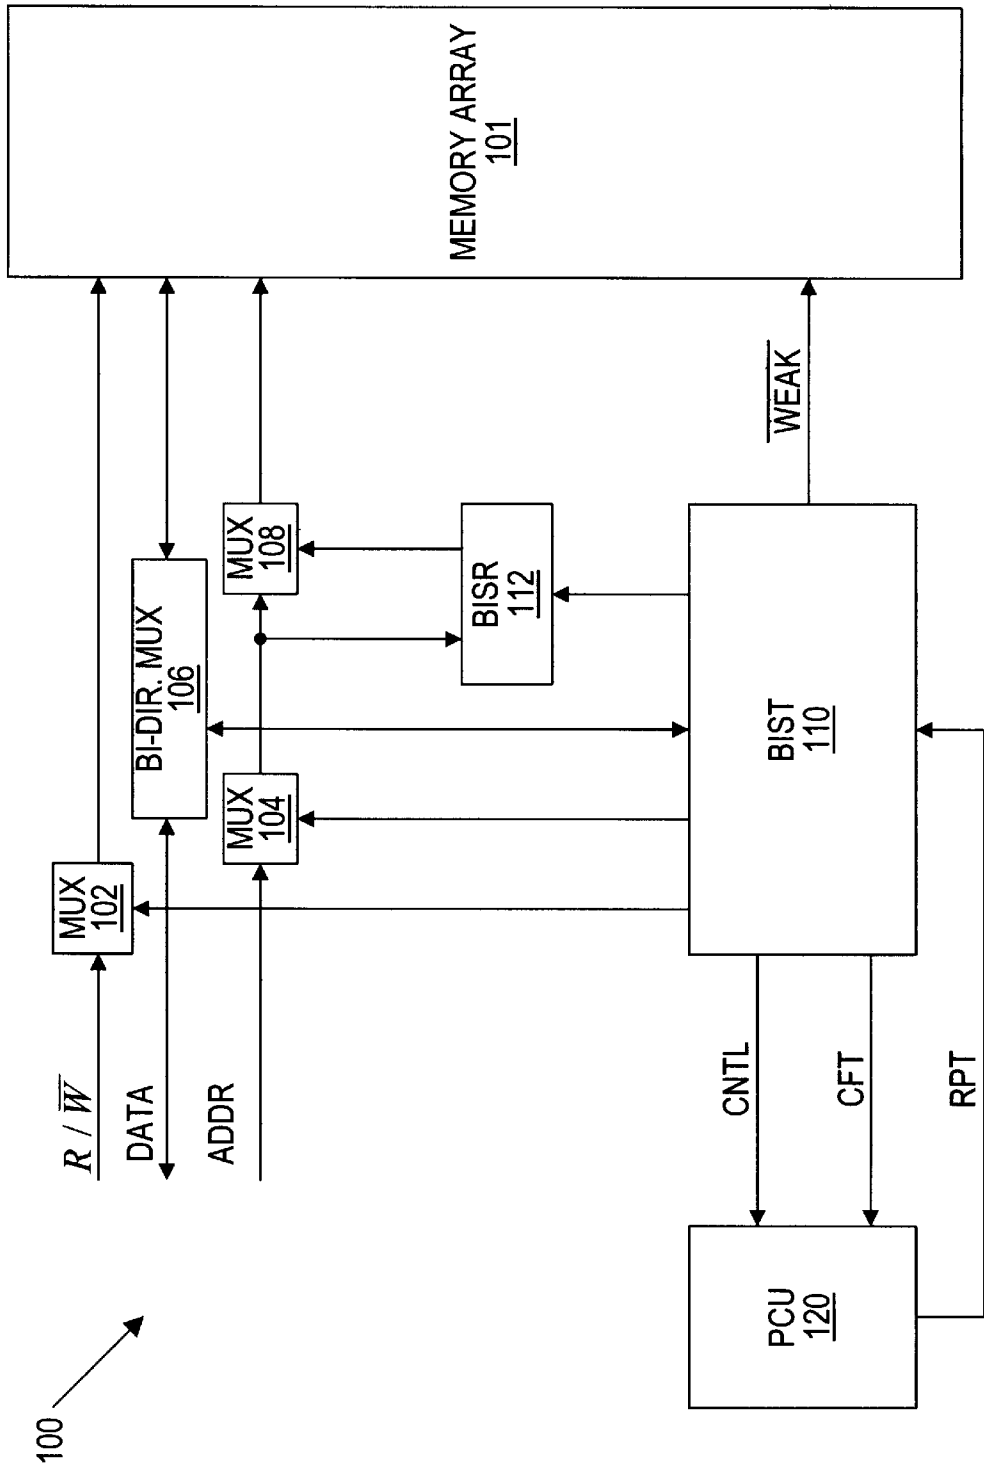 100
R / W̅
DATA
ADDR
MUX
102
BI-DIR. MUX
106
MUX
104
MUX
108
MEMORY ARRAY
101
BISR
112
BIST
110
W̅E̅A̅K̅
CNTL
CFT
RPT
PCU
120